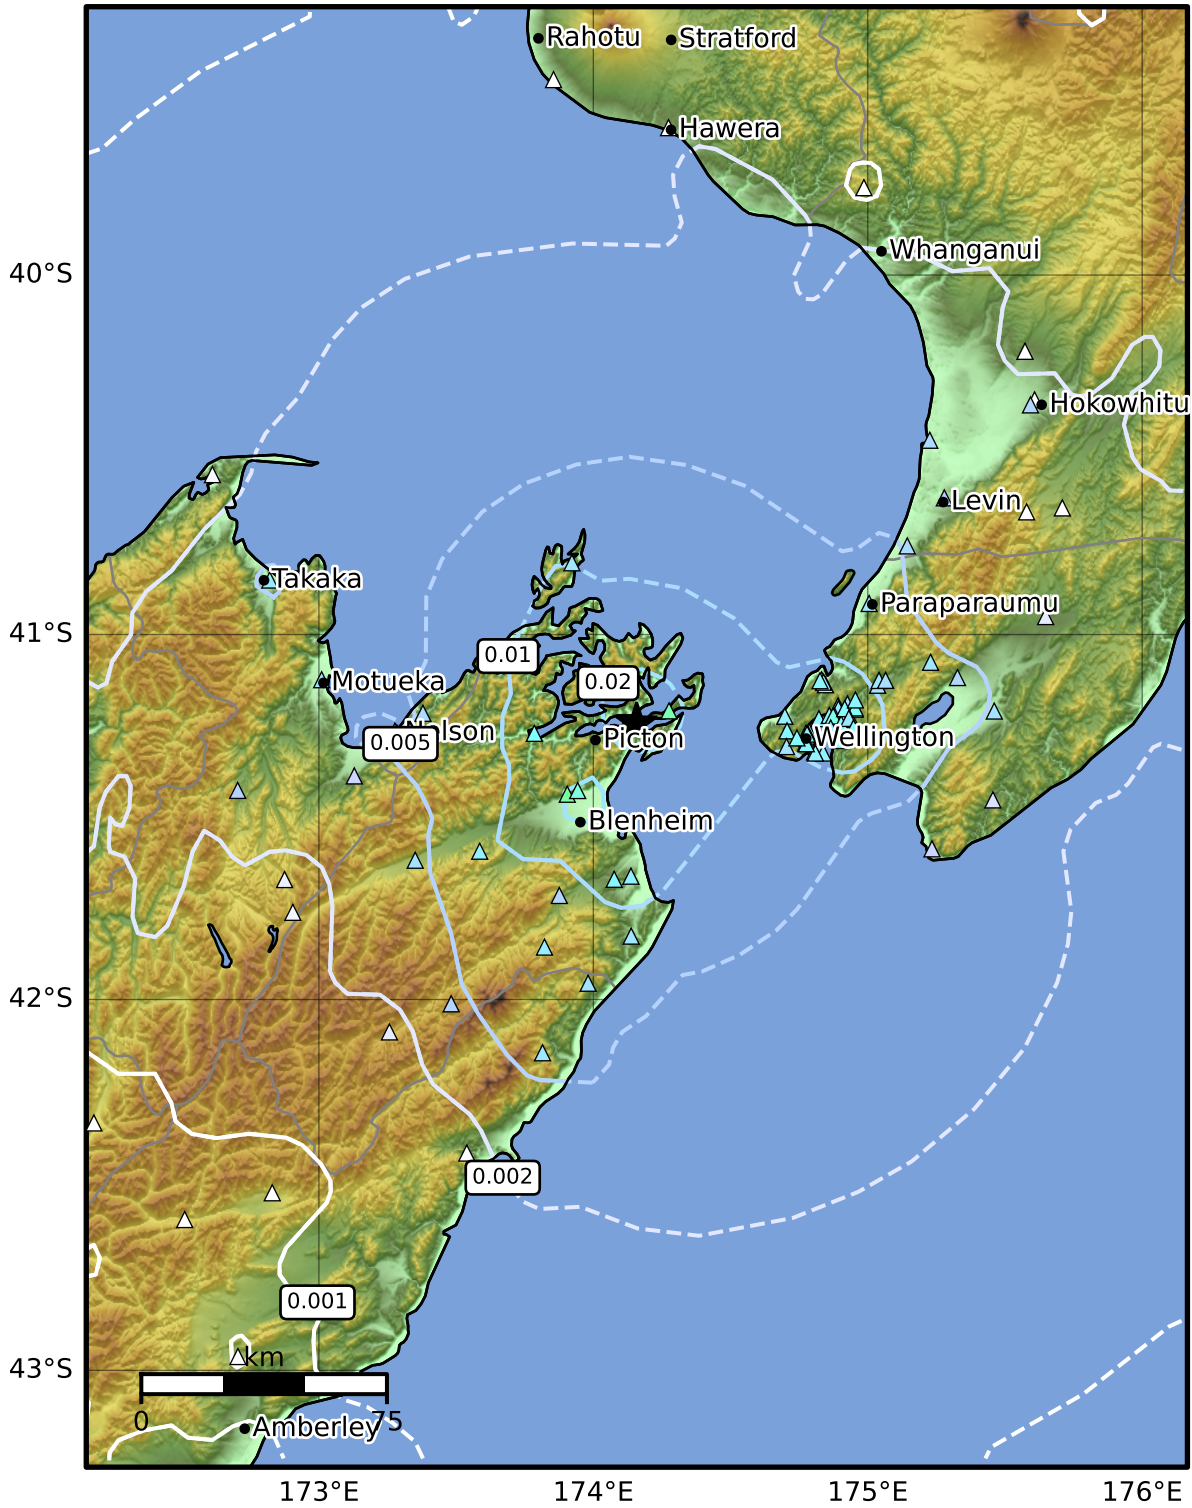 Rahotu
Stratford
Hawera
Whanganui
40°S
Hokowhitu
Levin
Takaka
Paraparaumu
41°S
0.01
Motueka
0.02
Nelson
0.005
Picton
Wellington
Blenheim
42°S
0.002
0.001
km
43°S
0
75
Amberley
173°E
174°E
175°E
176°E